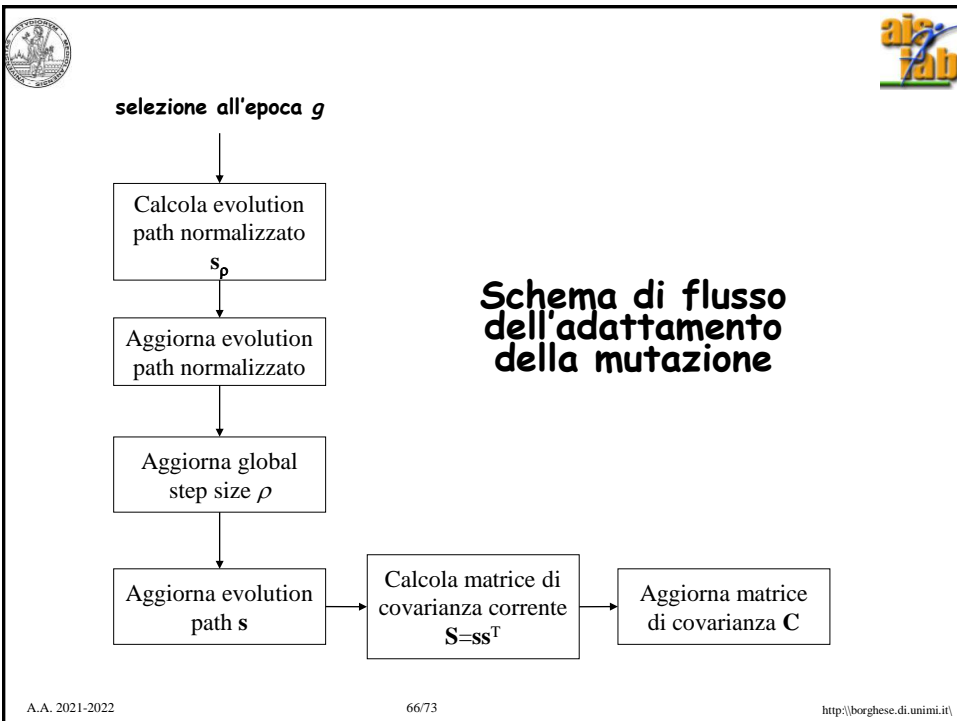 ais
lab
selezione all'epoca g
Calcola evolution
path normalizzato
sρ
Schema di flusso
dell'adattamento
della mutazione
Aggiorna evolution
path normalizzato
Aggiorna global
step size ρ
Aggiorna evolution
path s
Calcola matrice di
covarianza corrente
S=ssᵀ
Aggiorna matrice
di covarianza C
A.A. 2021-2022
66/73
http:\\borghese.di.unimi.it\